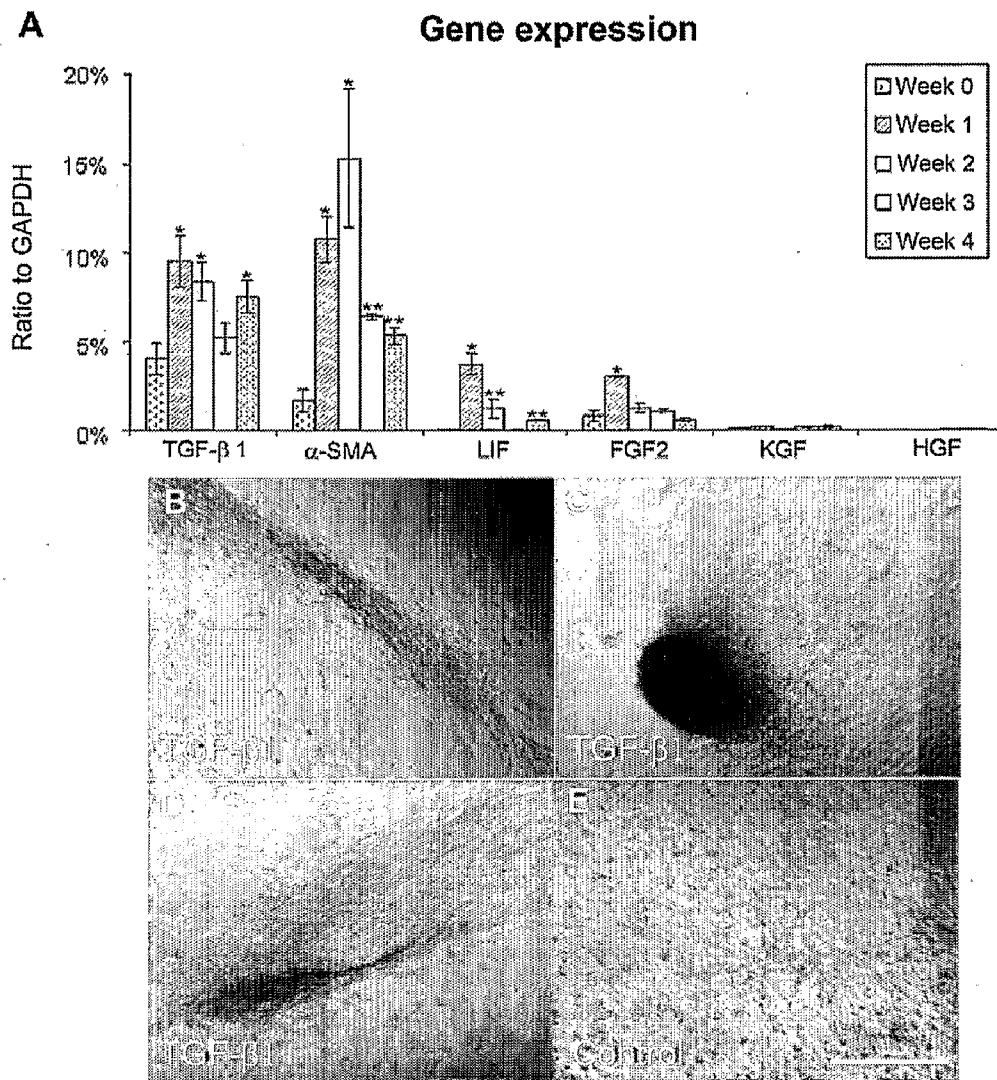 A
Gene expression
Ratio to GAPDH
20%
15%
10%
5%
0%
Week 0
Week 1
Week 2
Week 3
Week 4
* * *
* * ** **
* ** **
*
TGF-β 1 α-SMA LIF FGF2 KGF HGF
B
C
TGF-β1
TGF-β1
D
E
TGF-β1
Control